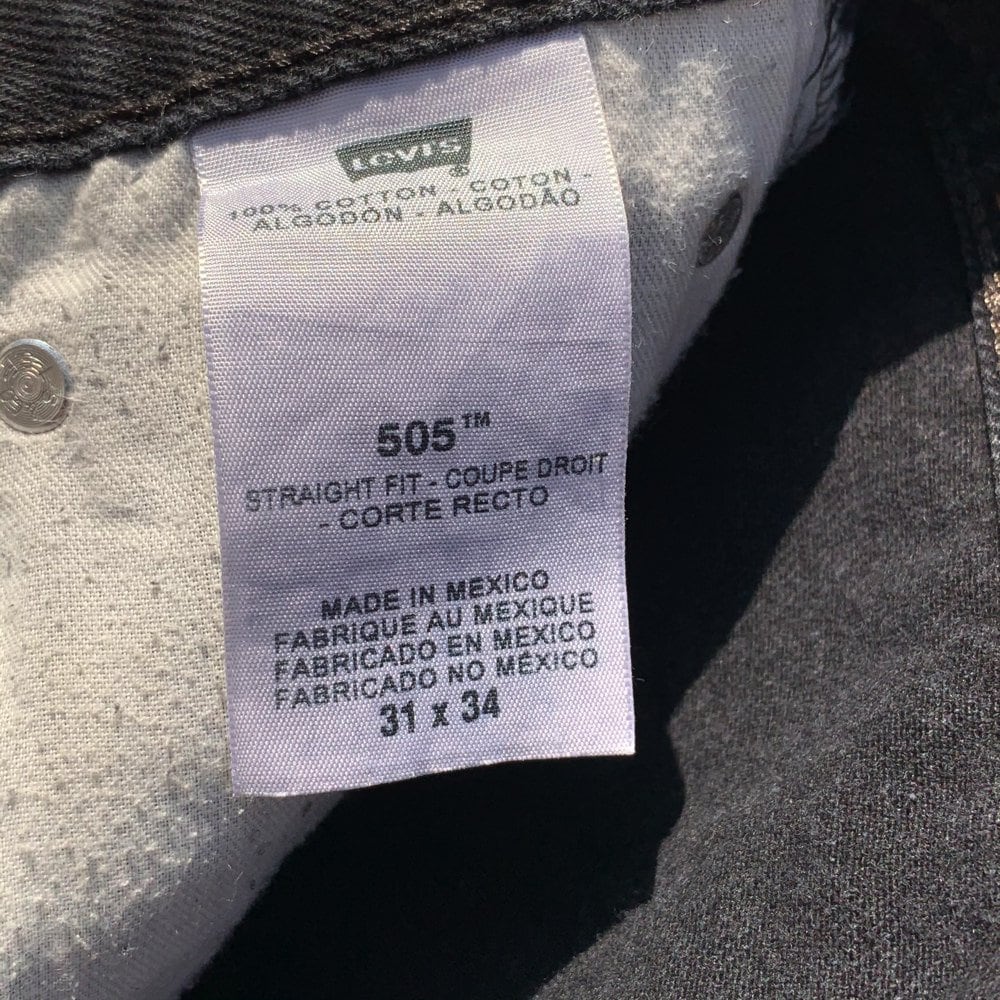 LEVI'S
100% COTTON - COTON -
ALGODÓN - ALGODÃO
505™
STRAIGHT FIT - COUPE DROIT
- CORTE RECTO
MADE IN MEXICO
FABRIQUE AU MEXIQUE
FABRICADO EN MEXICO
FABRICADO NO MÉXICO
31 x 34